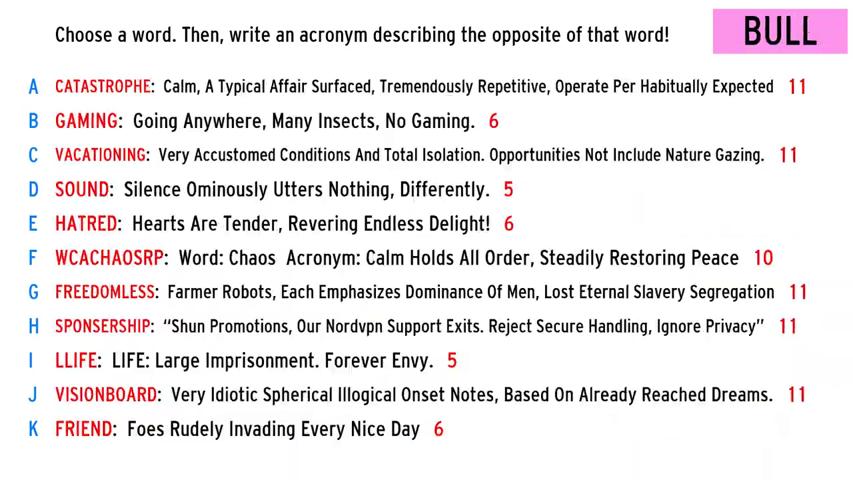 Choose a word. Then, write an acronym describing the opposite of that word!
BULL
A CATASTROPHE: Calm, A Typical Affair Surfaced, Tremendously Repetitive, Operate Per Habitually Expected 11
B GAMING: Going Anywhere, Many Insects, No Gaming. 6
C VACATIONING: Very Accustomed Conditions And Total Isolation. Opportunities Not Include Nature Gazing. 11
D SOUND: Silence Ominously Utters Nothing, Differently. 5
E HATRED: Hearts Are Tender, Revering Endless Delight! 6
F WCACHAOSRP: Word: Chaos Acronym: Calm Holds All Order, Steadily Restoring Peace 10
G FREEDOMLESS: Farmer Robots, Each Emphasizes Dominance Of Men, Lost Eternal Slavery Segregation 11
H SPONSERSHIP: “Shun Promotions, Our Nordvpn Support Exits. Reject Secure Handling, Ignore Privacy” 11
I LLIFE: LIFE: Large Imprisonment. Forever Envy. 5
J VISIONBOARD: Very Idiotic Spherical Illogical Onset Notes, Based On Already Reached Dreams. 11
K FRIEND: Foes Rudely Invading Every Nice Day 6